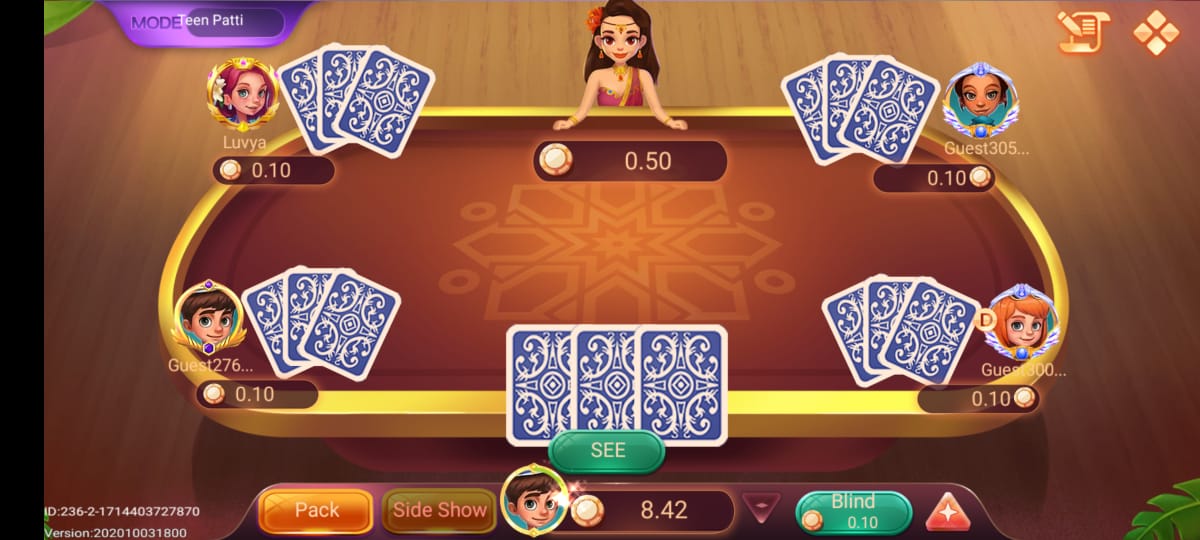 MODE Teen Patti
Luvya
0.10
0.50
Guest305...
0.10
Guest276...
0.10
D
Guest300...
0.10
SEE
Pack
Side Show
8.42
Blind
0.10
ID:236-2-1714403727870
Version:202010031800